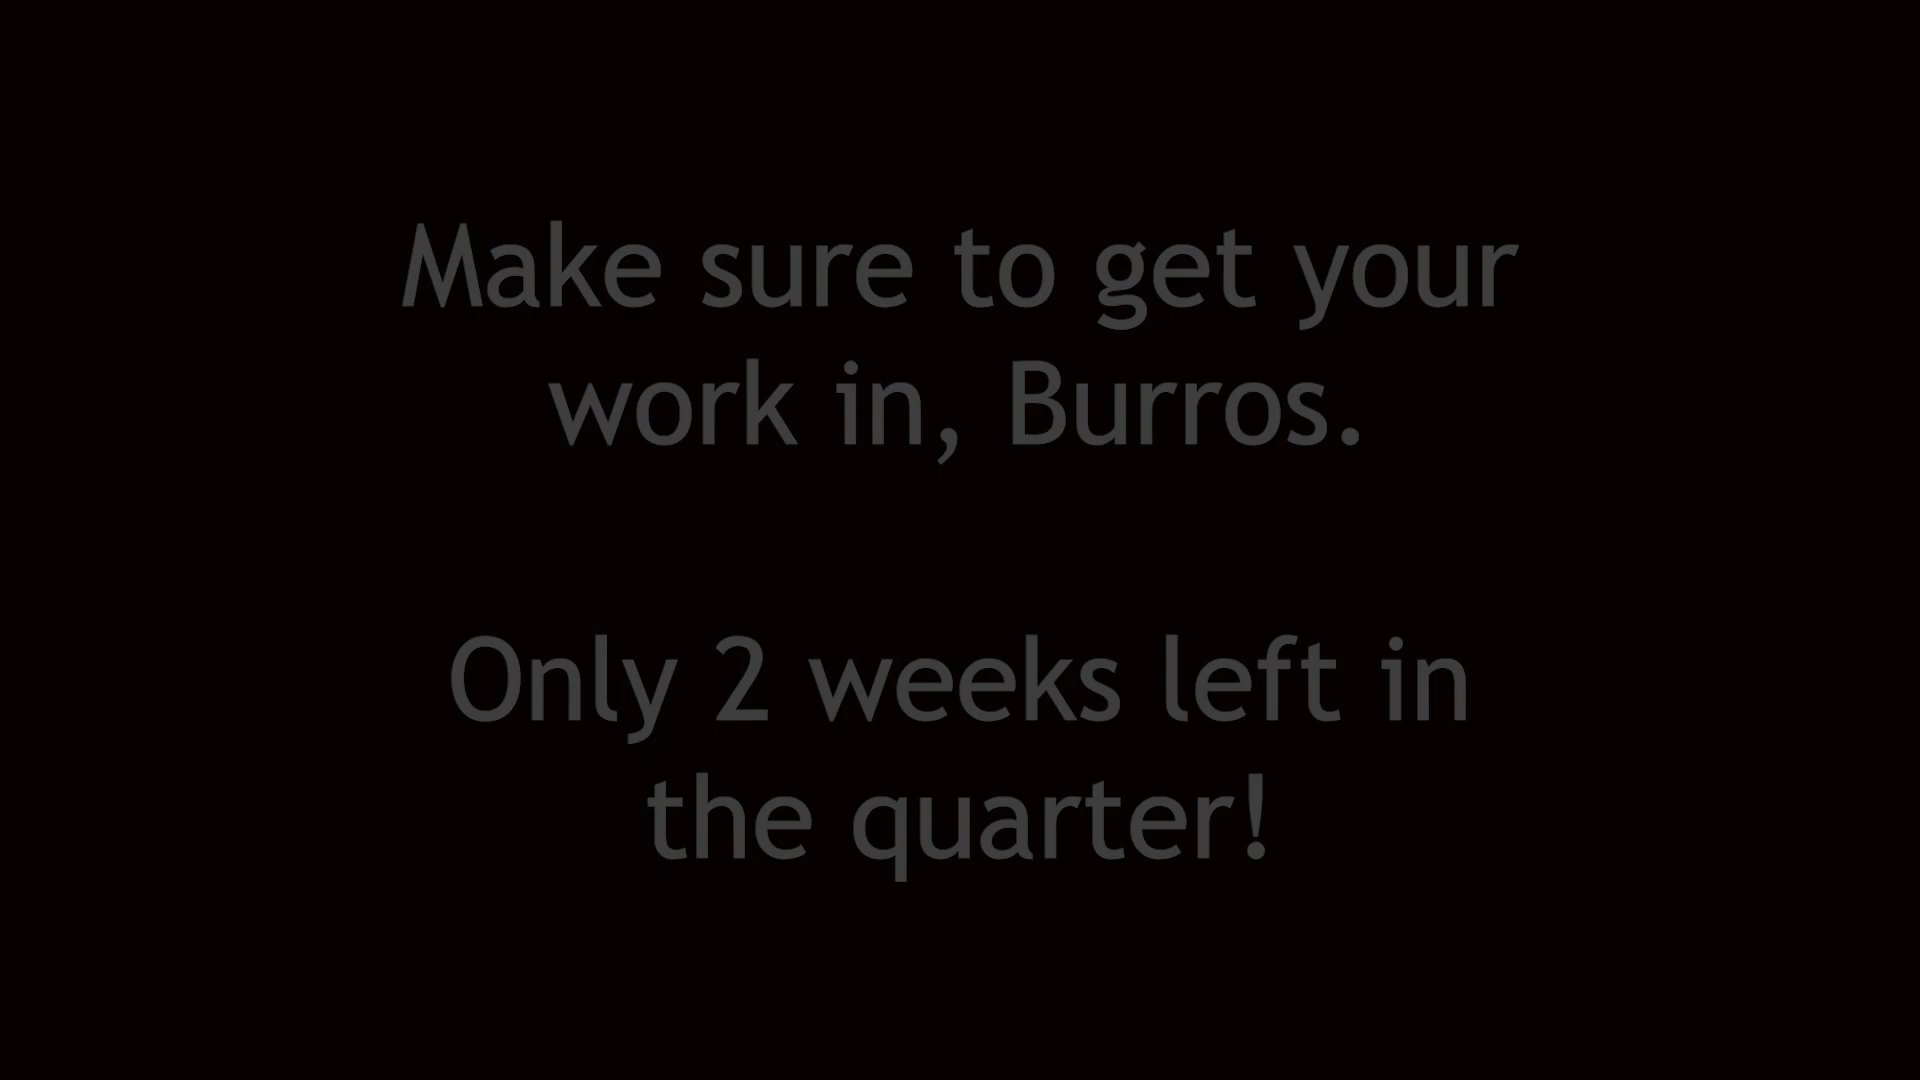 Make sure to get your
work in, Burros.
Only 2 weeks left in
the quarter!